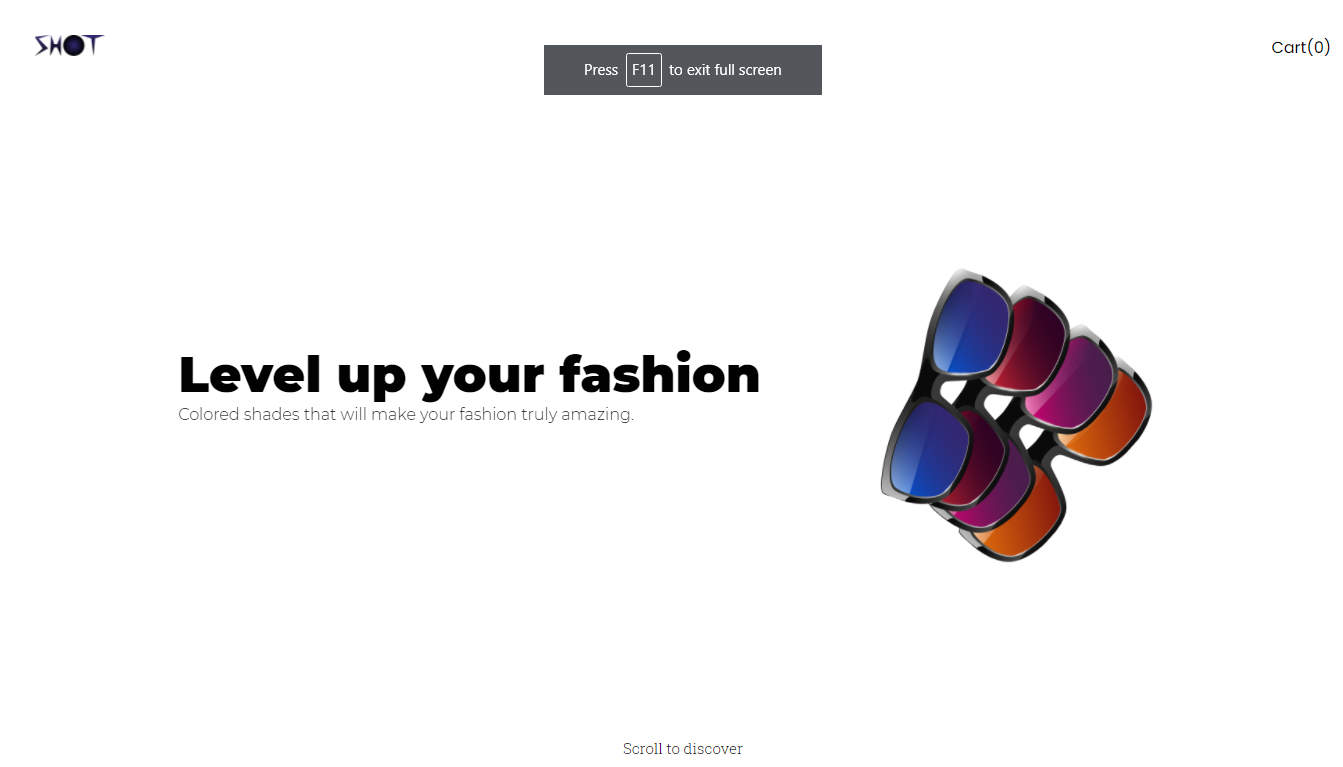 SHOT
Cart(0)
Press F11 to exit full screen
Level up your fashion
Colored shades that will make your fashion truly amazing.
Scroll to discover